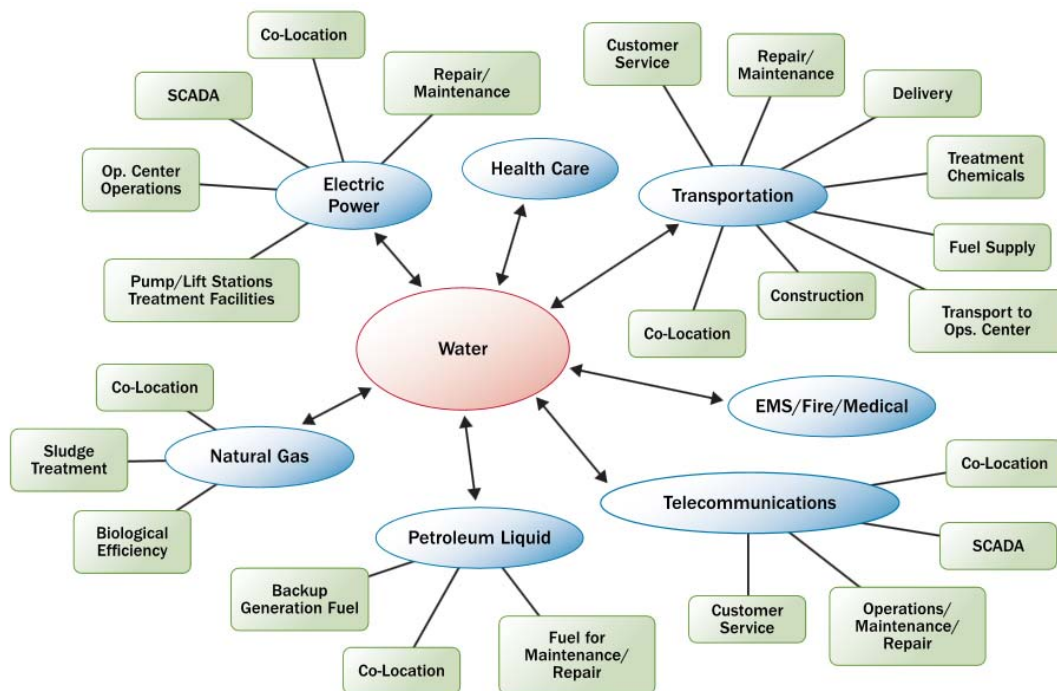 Co-Location
SCADA
Repair/
Maintenance
Op. Center
Operations
Electric
Power
Pump/Lift Stations
Treatment Facilities
Health Care
Customer
Service
Repair/
Maintenance
Delivery
Treatment
Chemicals
Transportation
Fuel Supply
Transport to
Ops. Center
Construction
Co-Location
Water
EMS/Fire/Medical
Co-Location
Sludge
Treatment
Natural Gas
Biological
Efficiency
Petroleum Liquid
Backup
Generation Fuel
Co-Location
Fuel for
Maintenance/
Repair
Telecommunications
Co-Location
SCADA
Operations/
Maintenance/
Repair
Customer
Service